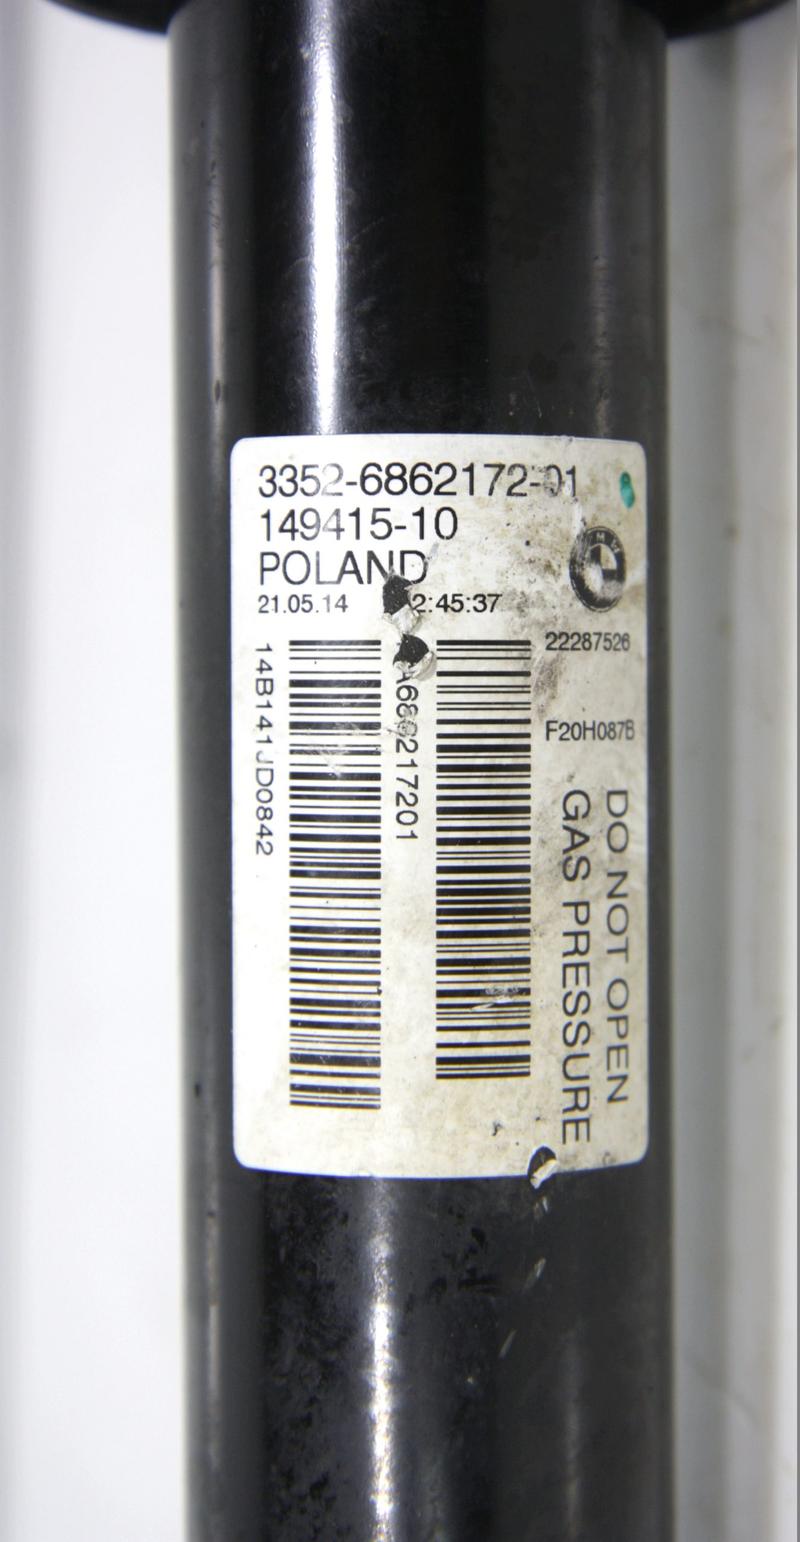 3352-6862172-01
149415-10
POLAND
21.05.14 2:45:37
22287526
F20H087B
14B141JD0842
DO NOT OPEN
GAS PRESSURE